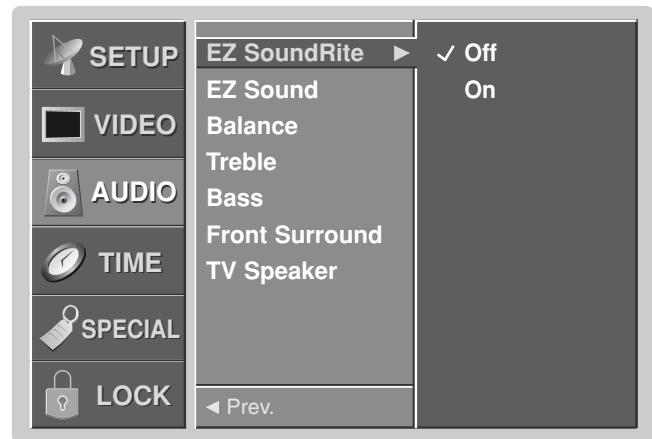 SETUP
VIDEO
AUDIO
TIME
SPECIAL
LOCK
EZ SoundRite ►
EZ Sound
Balance
Treble
Bass
Front Surround
TV Speaker
◄ Prev.
✓ Off
On